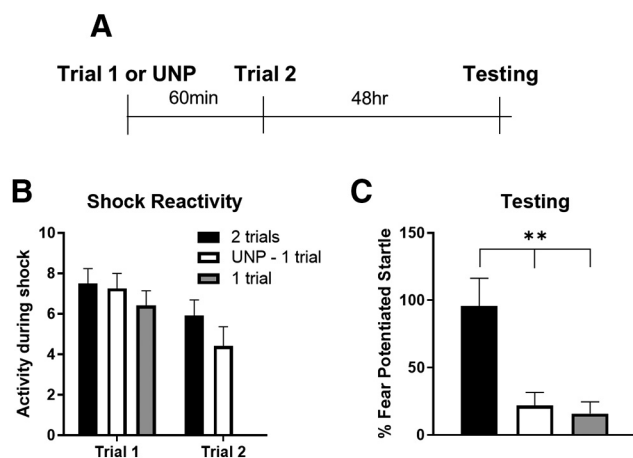 A
Trial 1 or UNP Trial 2 Testing
60min 48hr
B
Shock Reactivity
Activity during shock
10
8
6
4
2
0
2 trials
UNP - 1 trial
1 trial
Trial 1 Trial 2
C
Testing
% Fear Potentiated Startle
150
100
50
0
**